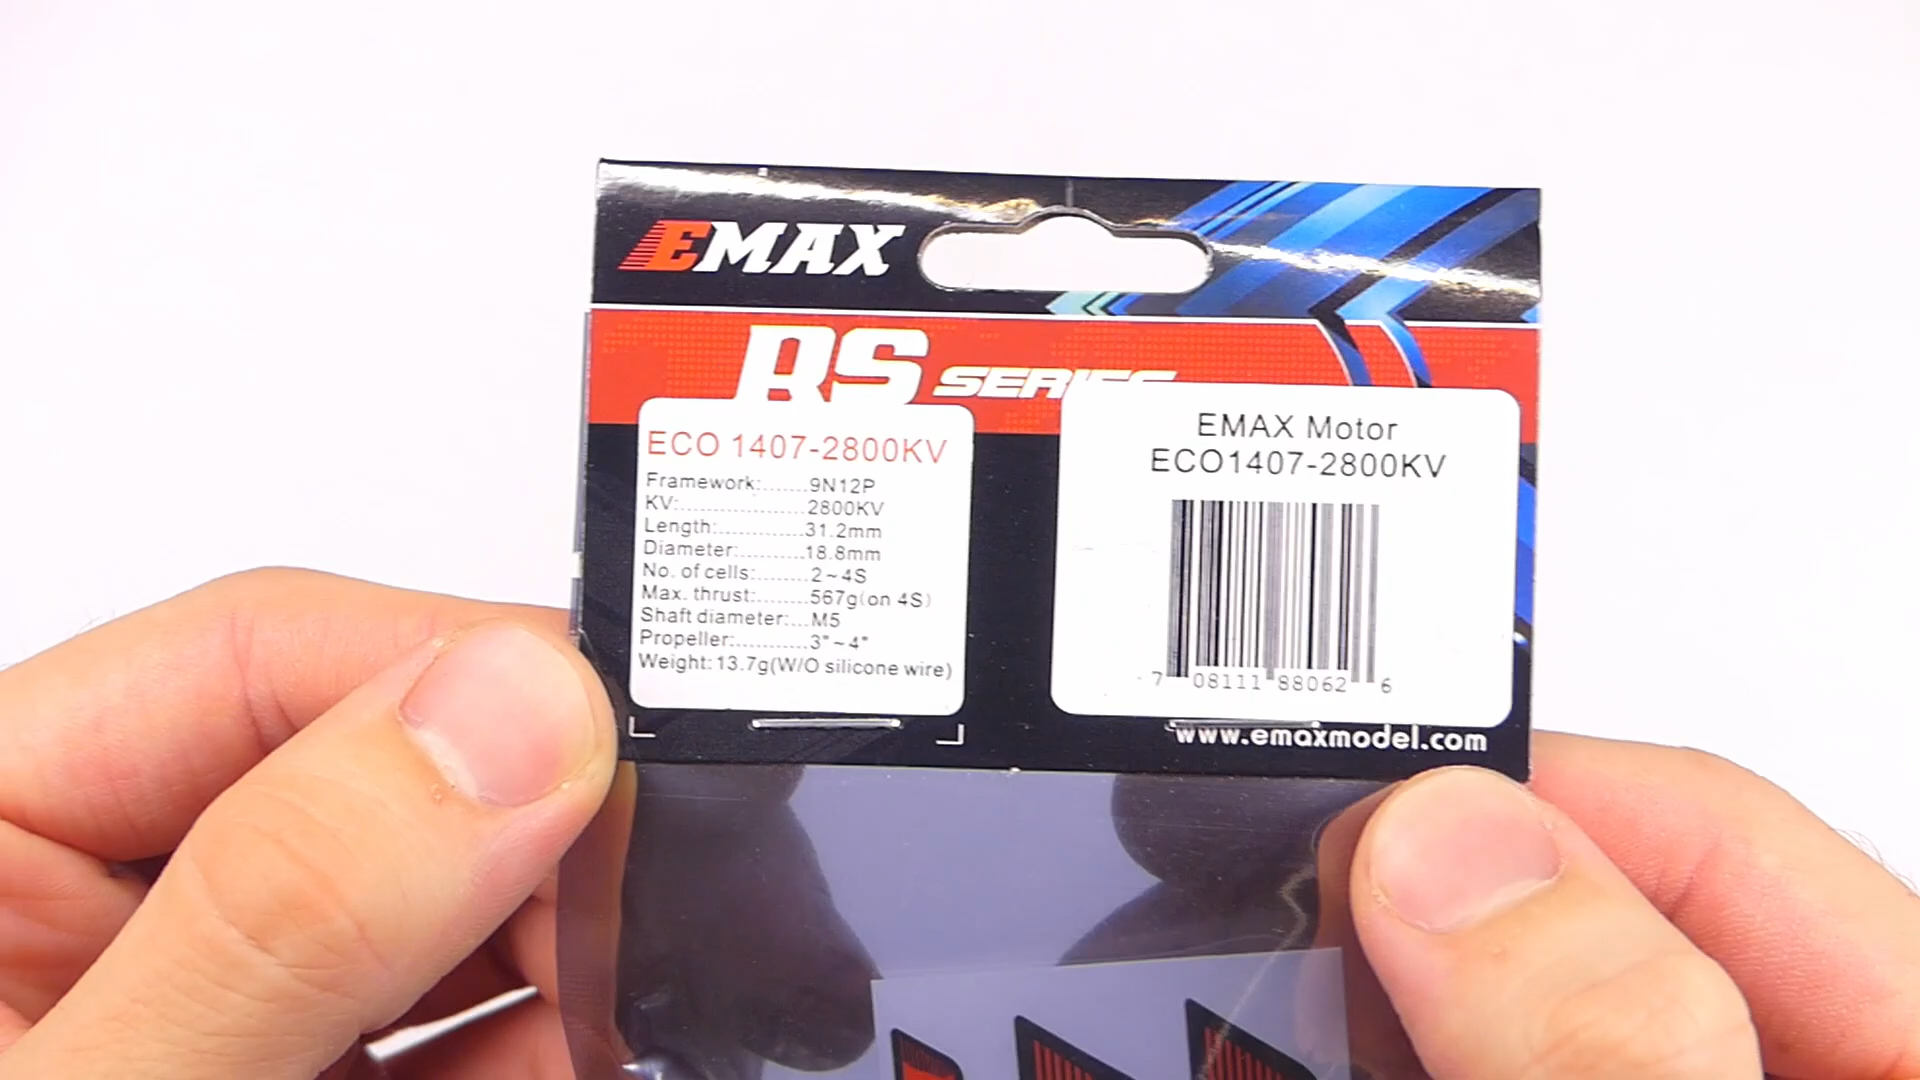 EMAX
RS SERIES
ECO 1407-2800KV
Framework:.......9N12P
KV:....................2800KV
Length:..............31.2mm
Diameter:..........18.8mm
No. of cells:........2~4S
Max. thrust:........567g(on 4S)
Shaft diameter:...M5
Propeller:............3"~4"
Weight: 13.7g(W/O silicone wire)
EMAX Motor
ECO1407-2800KV
7 08111 88062 6
www.emaxmodel.com